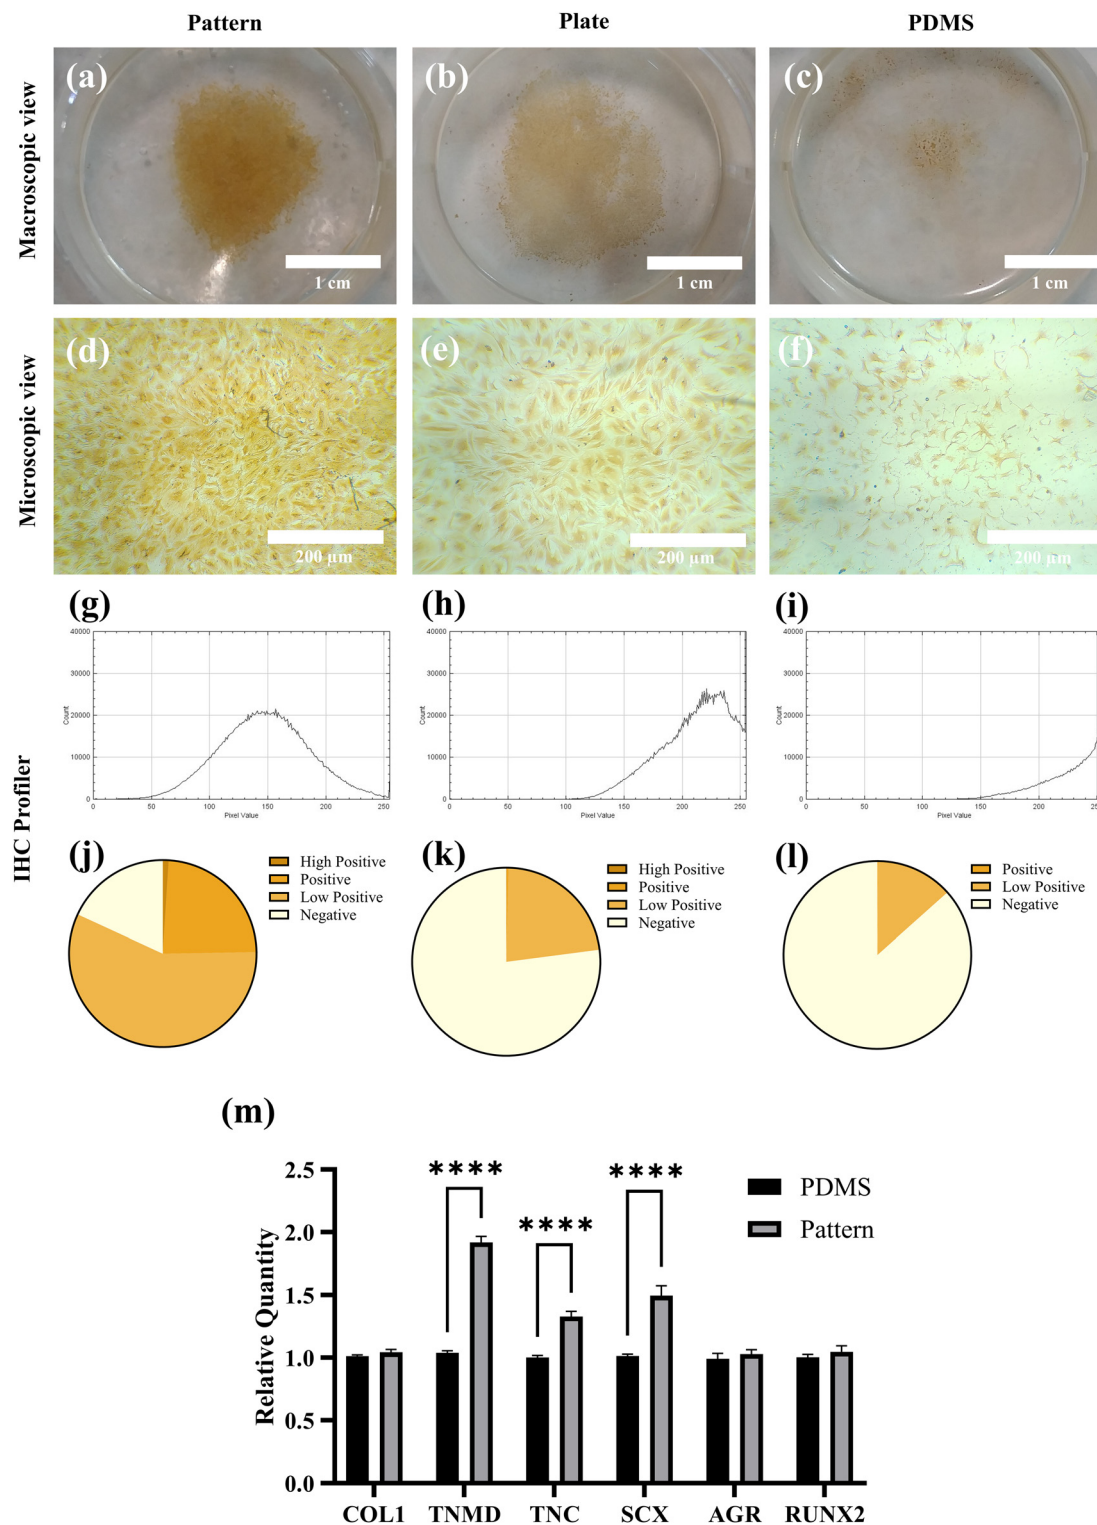 Pattern Plate PDMS
Macroscopic view
(a) (b) (c)
1 cm 1 cm 1 cm
Microscopic view
(d) (e) (f)
200 µm 200 µm 200 µm
IHC Profiler
(g) (h) (i)
40000
30000
20000
10000
0
Count
0 50 100 150 200 250
Pixel Value
40000
30000
20000
10000
0
Count
0 50 100 150 200 250
Pixel Value
40000
30000
20000
10000
0
Count
0 50 100 150 200 250
Pixel Value
(j) (k) (l)
High Positive
Positive
Low Positive
Negative
High Positive
Positive
Low Positive
Negative
Positive
Low Positive
Negative
(m)
Relative Quantity
2.5
2.0
1.5
1.0
0.5
0.0
****
****
****
PDMS
Pattern
COL1 TNMD TNC SCX AGR RUNX2